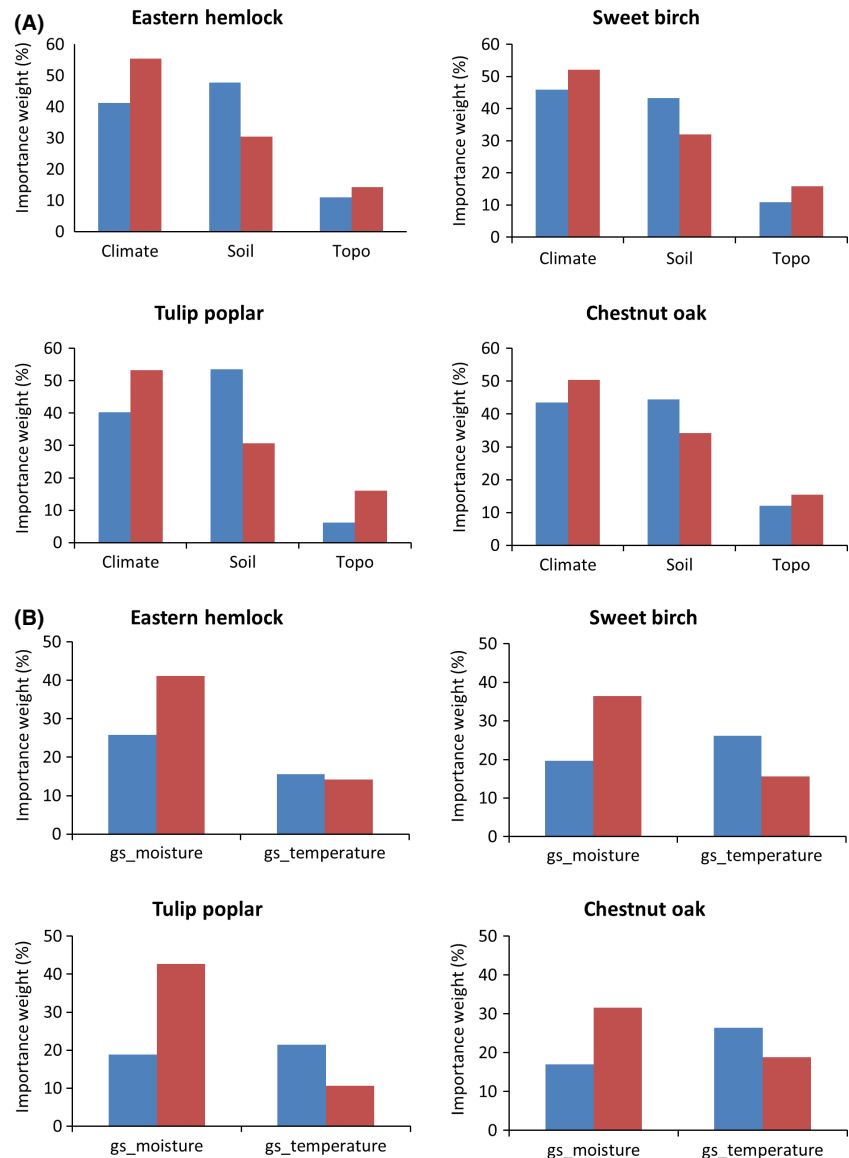 (A)
Eastern hemlock
Importance weight (%)
60
50
40
30
20
10
0
Climate Soil Topo
Sweet birch
Importance weight (%)
60
50
40
30
20
10
0
Climate Soil Topo
Tulip poplar
Importance weight (%)
60
50
40
30
20
10
0
Climate Soil Topo
Chestnut oak
Importance weight (%)
60
50
40
30
20
10
0
Climate Soil Topo
(B)
Eastern hemlock
Importance weight (%)
50
40
30
20
10
0
gs_moisture gs_temperature
Sweet birch
Importance weight (%)
50
40
30
20
10
0
gs_moisture gs_temperature
Tulip poplar
Importance weight (%)
50
40
30
20
10
0
gs_moisture gs_temperature
Chestnut oak
Importance weight (%)
50
40
30
20
10
0
gs_moisture gs_temperature